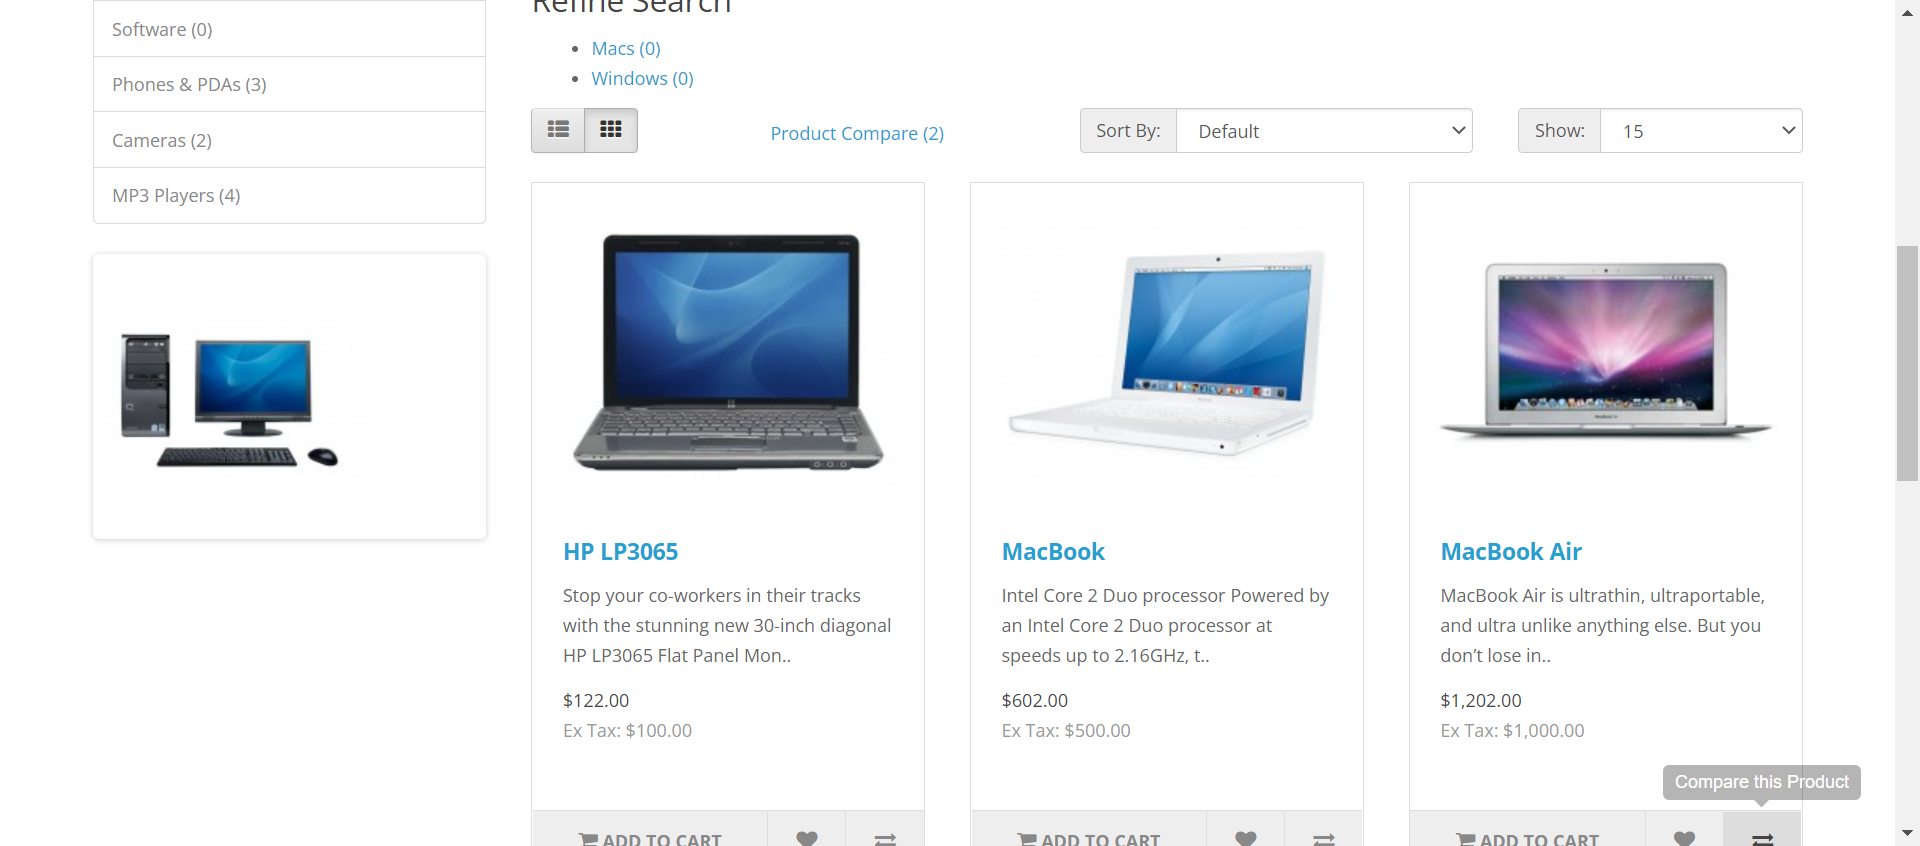 Refine Search
Software (0)
Phones & PDAs (3)
Cameras (2)
MP3 Players (4)
Macs (0)
Windows (0)
Product Compare (2)
Sort By:
Default
Show:
15
HP LP3065
Stop your co-workers in their tracks
with the stunning new 30-inch diagonal
HP LP3065 Flat Panel Mon..
$122.00
Ex Tax: $100.00
ADD TO CART
MacBook
Intel Core 2 Duo processor Powered by
an Intel Core 2 Duo processor at
speeds up to 2.16GHz, t..
$602.00
Ex Tax: $500.00
ADD TO CART
MacBook Air
MacBook Air is ultrathin, ultraportable,
and ultra unlike anything else. But you
don’t lose in..
$1,202.00
Ex Tax: $1,000.00
Compare this Product
ADD TO CART